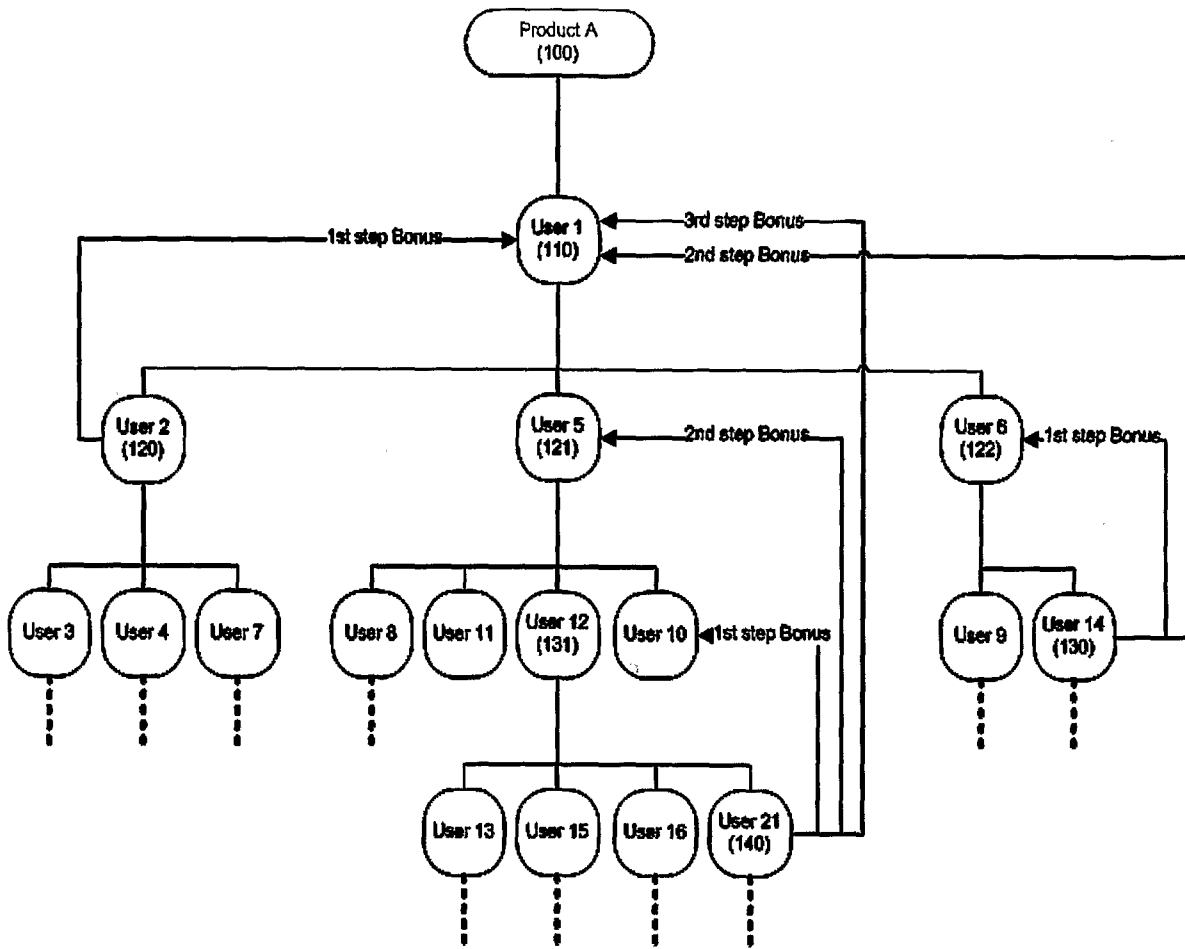 Product A
(100)
User 1
(110)
3rd step Bonus
1st step Bonus
2nd step Bonus
User 2
(120)
User 5
(121)
2nd step Bonus
User 6
(122)
1st step Bonus
User 3
User 4
User 7
User 8
User 11
User 12
(131)
User 10
1st step Bonus
User 9
User 14
(130)
User 13
User 15
User 16
User 21
(140)